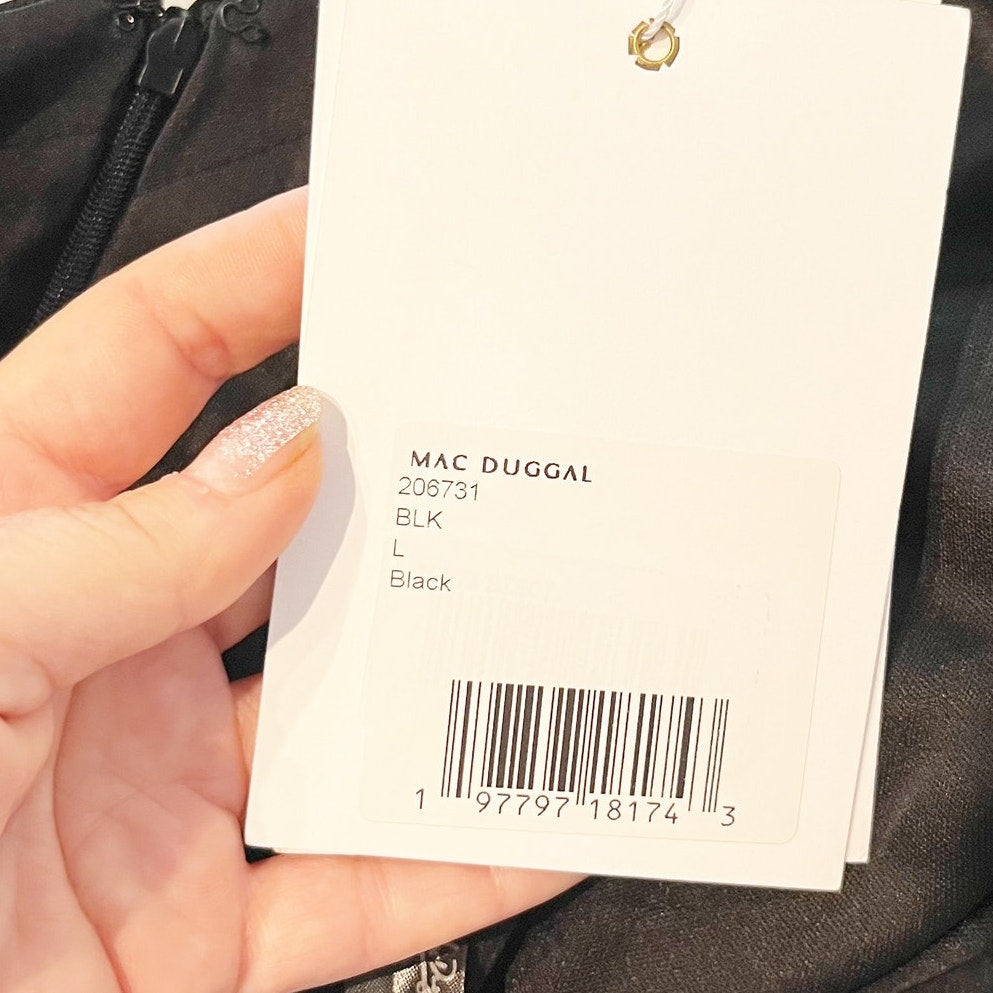 MAC DUGGAL
206731
BLK
L
Black
1 97797 18174 3